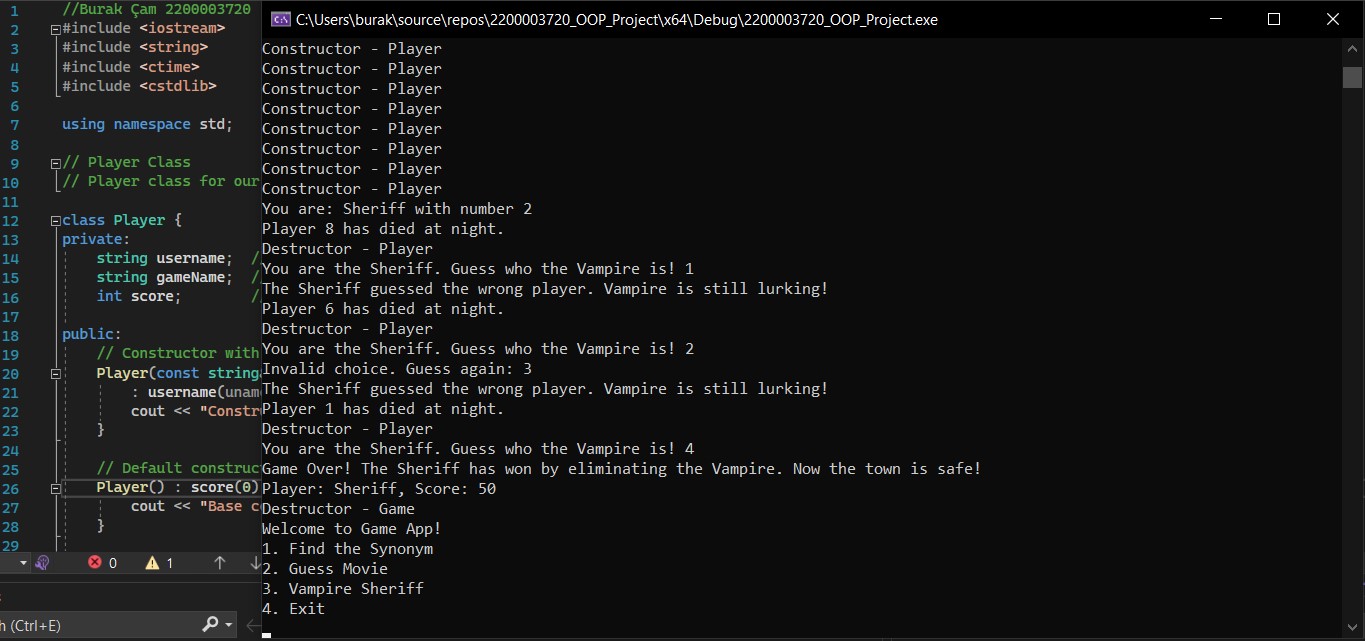 1 //Burak Çam 2200003720
2 #include <iostream>
3 #include <string>
4 #include <ctime>
5 #include <cstdlib>
6
7 using namespace std;
8
9 // Player Class
10 // Player class for our
11
12 class Player {
13 private:
14 string username; /
15 string gameName; /
16 int score; /
17
18 public:
19 // Constructor with
20 Player(const string
21 : username(unam
22 cout << "Constr
23 }
24
25 // Default construc
26 Player() : score(0)
27 cout << "Base c
28 }
29
0 1
h (Ctrl+E)
C:\Users\burak\source\repos\2200003720_OOP_Project\x64\Debug\2200003720_OOP_Project.exe
Constructor - Player
Constructor - Player
Constructor - Player
Constructor - Player
Constructor - Player
Constructor - Player
Constructor - Player
Constructor - Player
You are: Sheriff with number 2
Player 8 has died at night.
Destructor - Player
You are the Sheriff. Guess who the Vampire is! 1
The Sheriff guessed the wrong player. Vampire is still lurking!
Player 6 has died at night.
Destructor - Player
You are the Sheriff. Guess who the Vampire is! 2
Invalid choice. Guess again: 3
The Sheriff guessed the wrong player. Vampire is still lurking!
Player 1 has died at night.
Destructor - Player
You are the Sheriff. Guess who the Vampire is! 4
Game Over! The Sheriff has won by eliminating the Vampire. Now the town is safe!
Player: Sheriff, Score: 50
Destructor - Game
Welcome to Game App!
1. Find the Synonym
2. Guess Movie
3. Vampire Sheriff
4. Exit